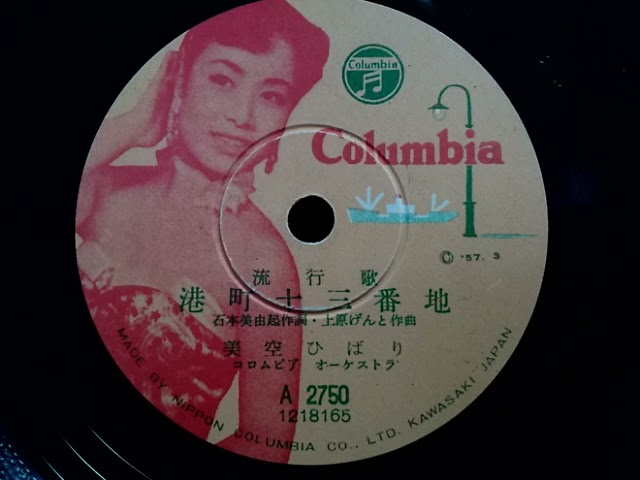 Columbia
Columbia
© '57. 3
流行歌
港町十三番地
石本美由起作詞・上原げんと作曲
美空ひばり
コロムビア オーケストラ
A 2750
1218165
MADE BY NIPPON COLUMBIA CO., LTD. KAWASAKI JAPAN